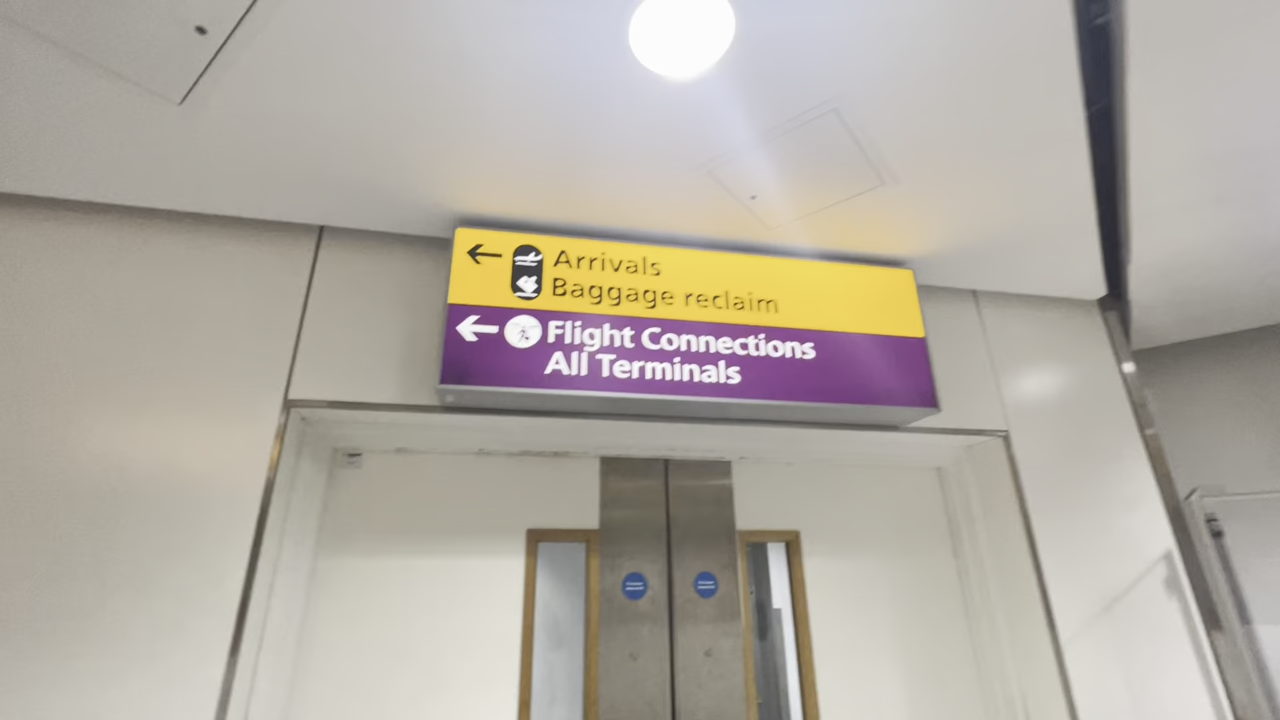 Arrivals
Baggage reclaim
Flight Connections
All Terminals